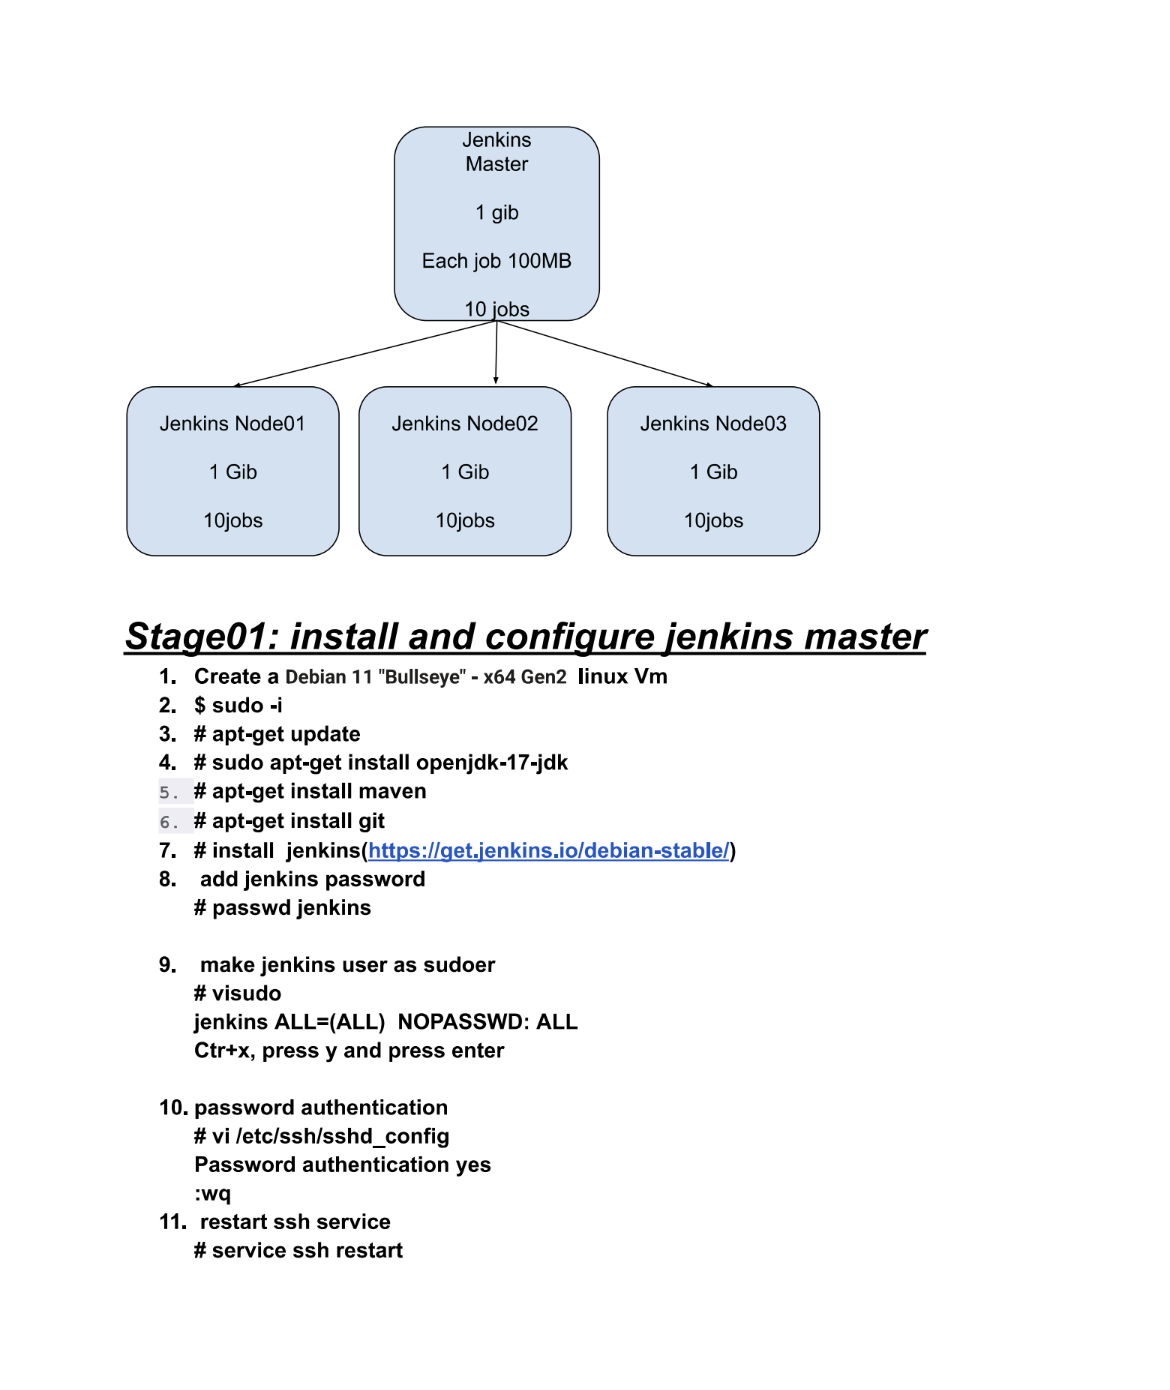 Jenkins
Master
1 gib
Each job 100MB
10 jobs
Jenkins Node01
1 Gib
10jobs
Jenkins Node02
1 Gib
10jobs
Jenkins Node03
1 Gib
10jobs
Stage01: install and configure jenkins master
1. Create a Debian 11 "Bullseye" - x64 Gen2 linux Vm
2. $ sudo -i
3. # apt-get update
4. # sudo apt-get install openjdk-17-jdk
5. # apt-get install maven
6. # apt-get install git
7. # install jenkins(https://get.jenkins.io/debian-stable/)
8. add jenkins password
# passwd jenkins
9. make jenkins user as sudoer
# visudo
jenkins ALL=(ALL) NOPASSWD: ALL
Ctr+x, press y and press enter
10. password authentication
# vi /etc/ssh/sshd_config
Password authentication yes
:wq
11. restart ssh service
# service ssh restart